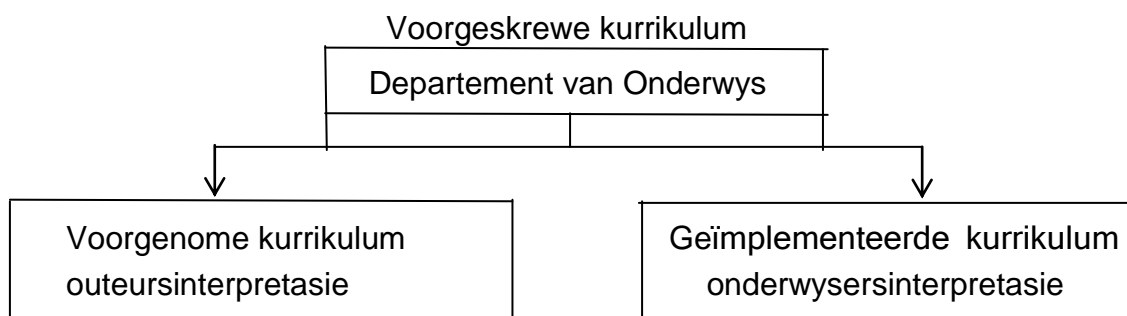 Voorgeskrewe kurrikulum
Departement van Onderwys
Voorgenome kurrikulum
outeursinterpretasie
Geïmplementeerde kurrikulum
onderwysersinterpretasie